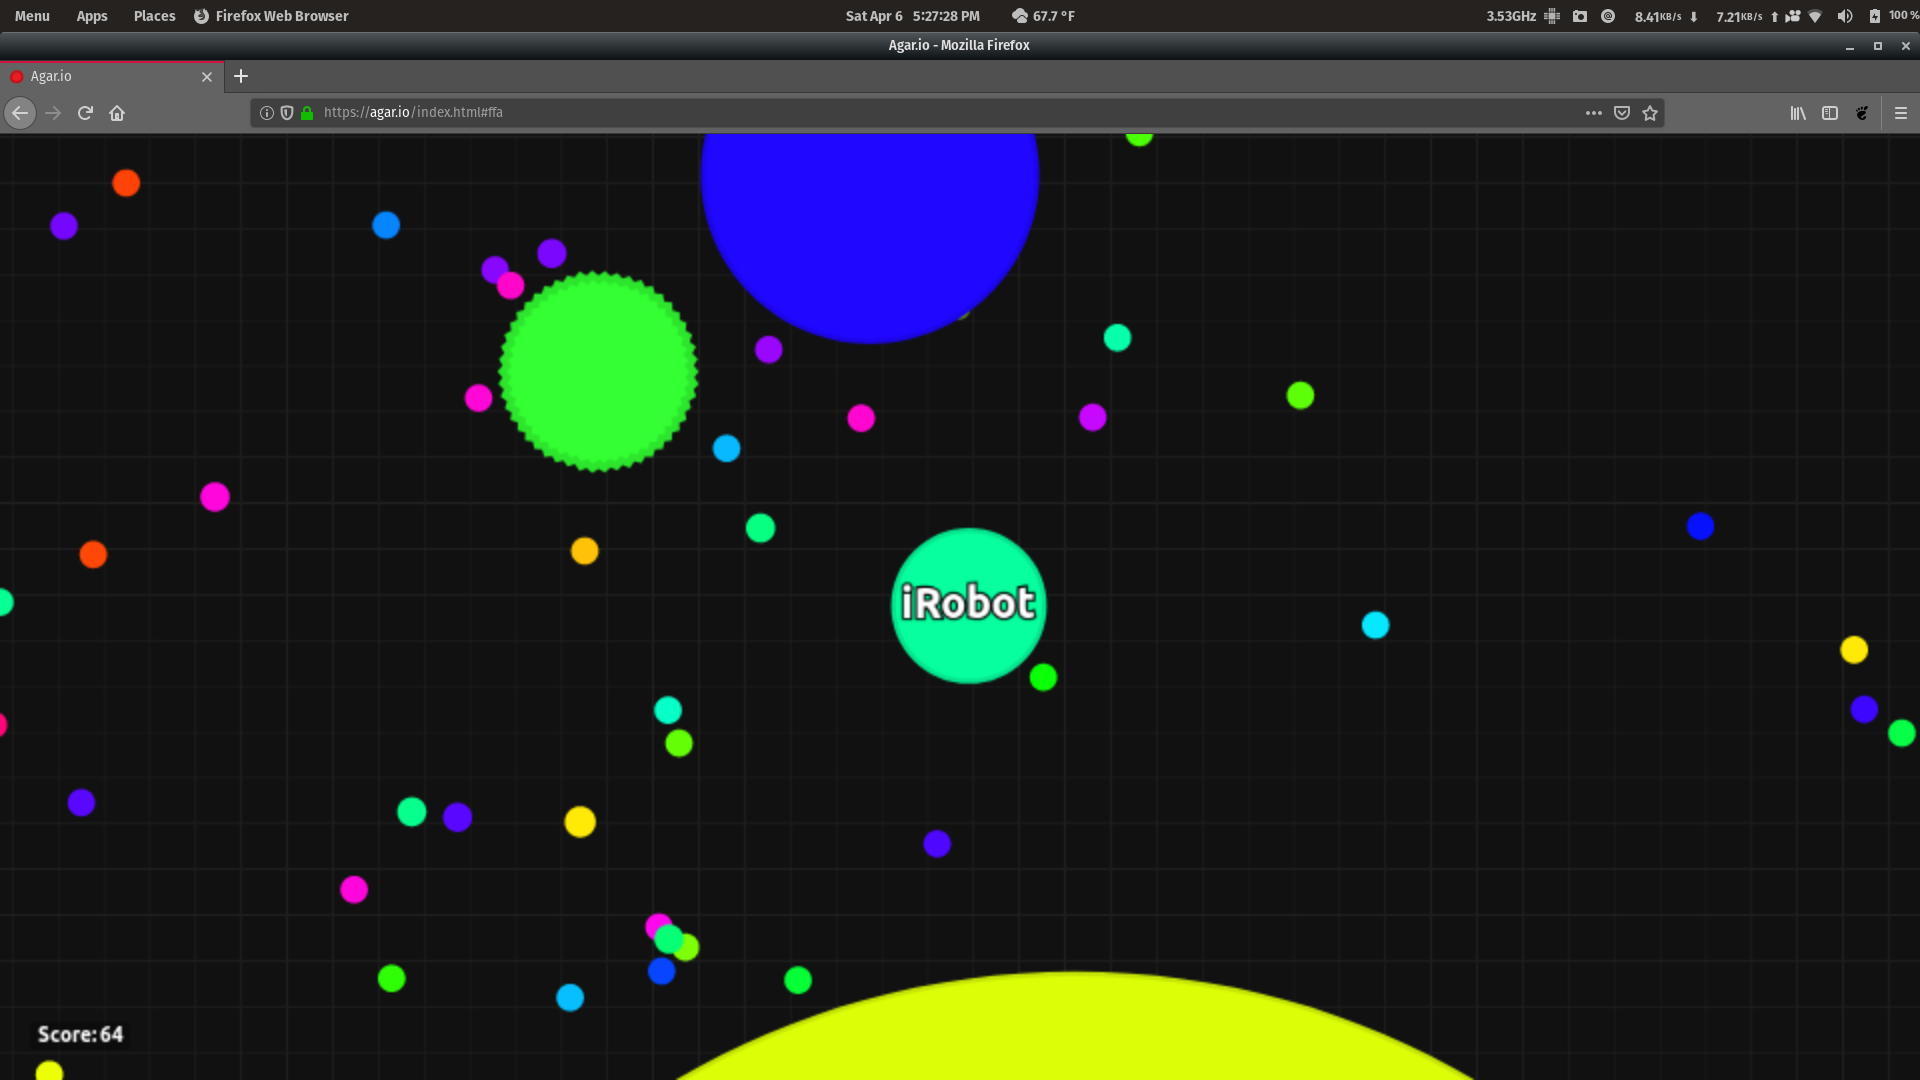 Menu Apps Places Firefox Web Browser Sat Apr 6 5:27:28 PM 67.7 °F 3.53GHz 8.41KB/s 7.21KB/s 100 %
Agar.io - Mozilla Firefox
Agar.io
https://agar.io/index.html#ffa
iRobot
Score: 64